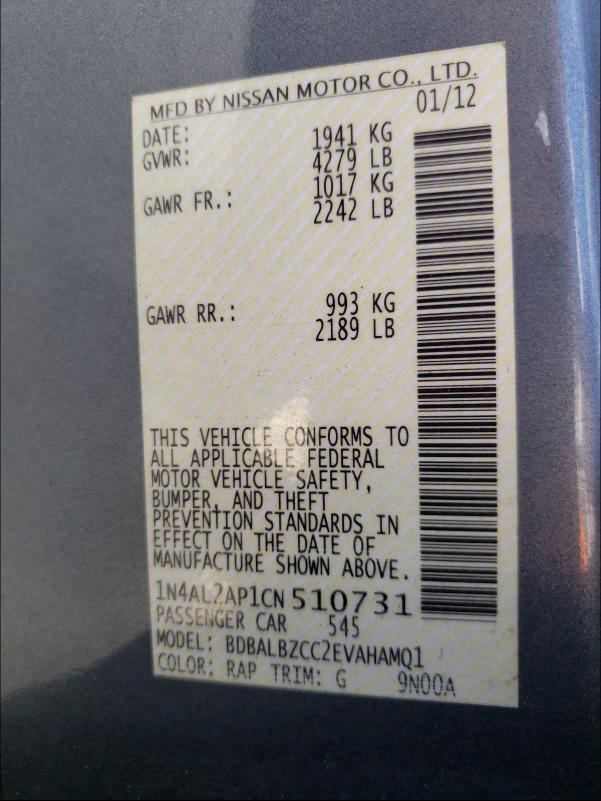 MFD BY NISSAN MOTOR CO., LTD.
DATE: 01/12
GVWR: 1941 KG
4279 LB
GAWR FR.: 1017 KG
2242 LB
GAWR RR.: 993 KG
2189 LB
THIS VEHICLE CONFORMS TO
ALL APPLICABLE FEDERAL
MOTOR VEHICLE SAFETY,
BUMPER, AND THEFT
PREVENTION STANDARDS IN
EFFECT ON THE DATE OF
MANUFACTURE SHOWN ABOVE.
1N4AL2AP1CN510731
PASSENGER CAR 545
MODEL: BDBALBZCC2EVAHAMQ1
COLOR: RAP TRIM: G 9N00A